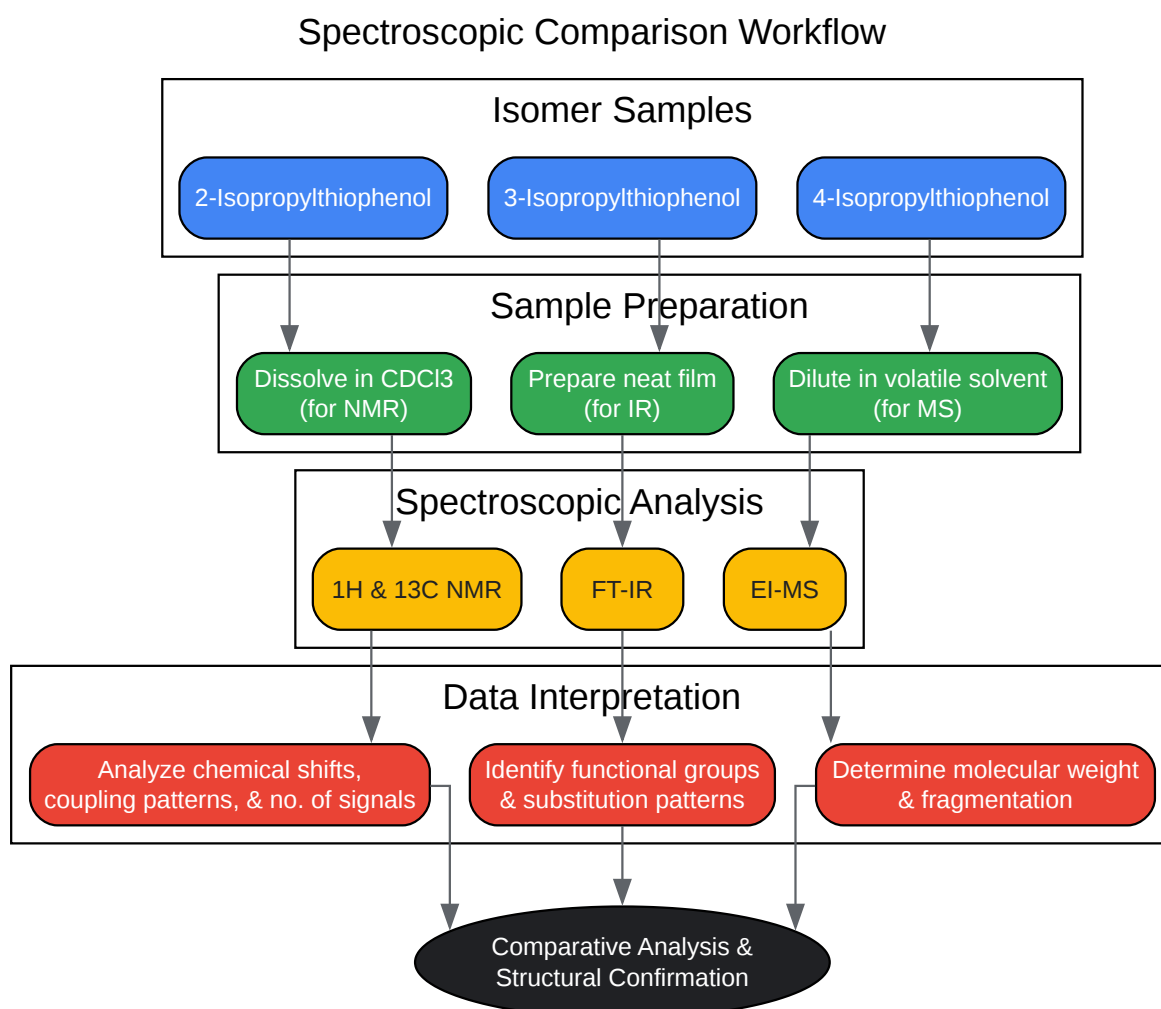 Spectroscopic Comparison Workflow
Isomer Samples
2-Isopropylthiophenol
3-Isopropylthiophenol
4-Isopropylthiophenol
Sample Preparation
Dissolve in CDCl3
(for NMR)
Prepare neat film
(for IR)
Dilute in volatile solvent
(for MS)
Spectroscopic Analysis
1H & 13C NMR
FT-IR
EI-MS
Data Interpretation
Analyze chemical shifts,
coupling patterns, & no. of signals
Identify functional groups
& substitution patterns
Determine molecular weight
& fragmentation
Comparative Analysis &
Structural Confirmation